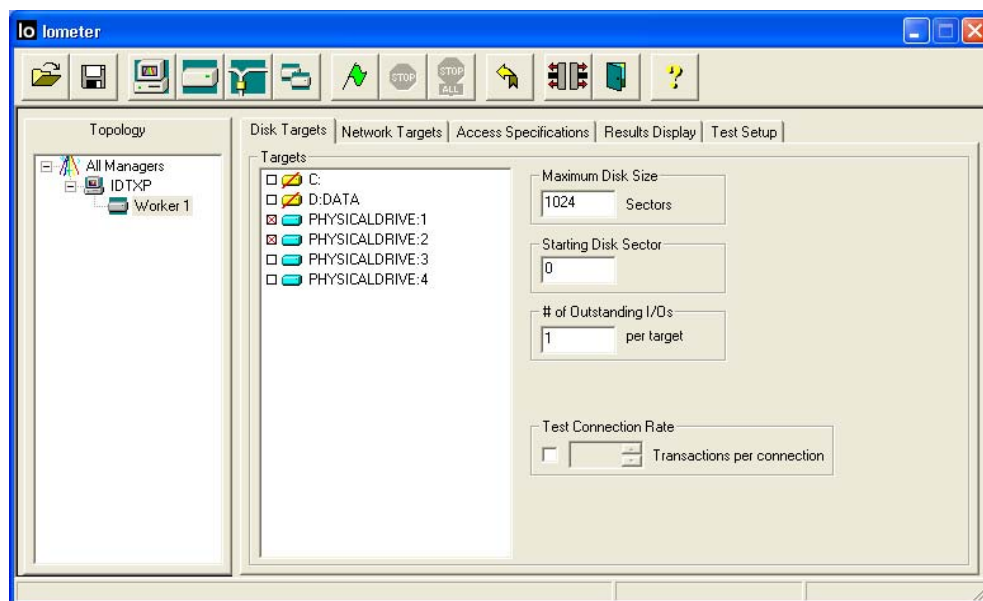 Io Iometer
STOP
STOP
ALL
?
Topology
All Managers
IDTXP
Worker 1
Disk Targets
Network Targets
Access Specifications
Results Display
Test Setup
Targets
C:
D:DATA
PHYSICALDRIVE:1
PHYSICALDRIVE:2
PHYSICALDRIVE:3
PHYSICALDRIVE:4
Maximum Disk Size
1024 Sectors
Starting Disk Sector
0
# of Outstanding I/Os
1 per target
Test Connection Rate
Transactions per connection